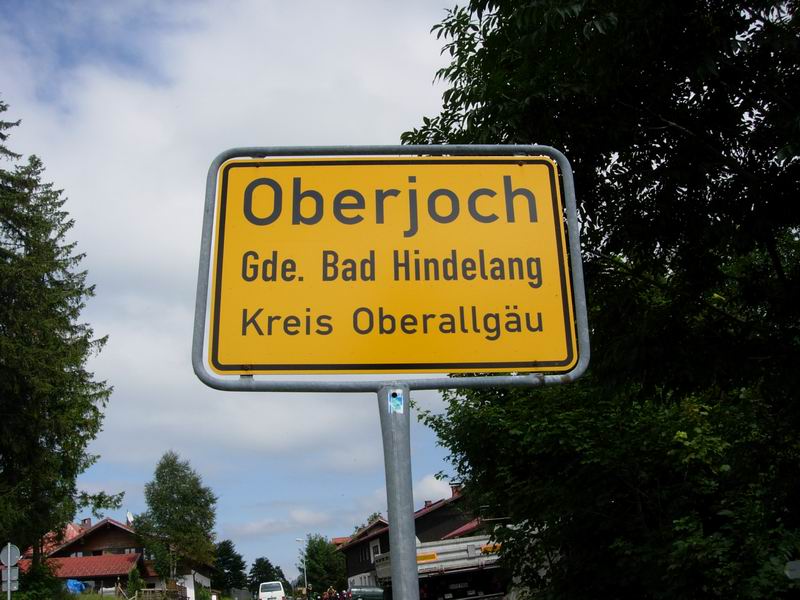 Oberjoch
Gde. Bad Hindelang
Kreis Oberallgäu